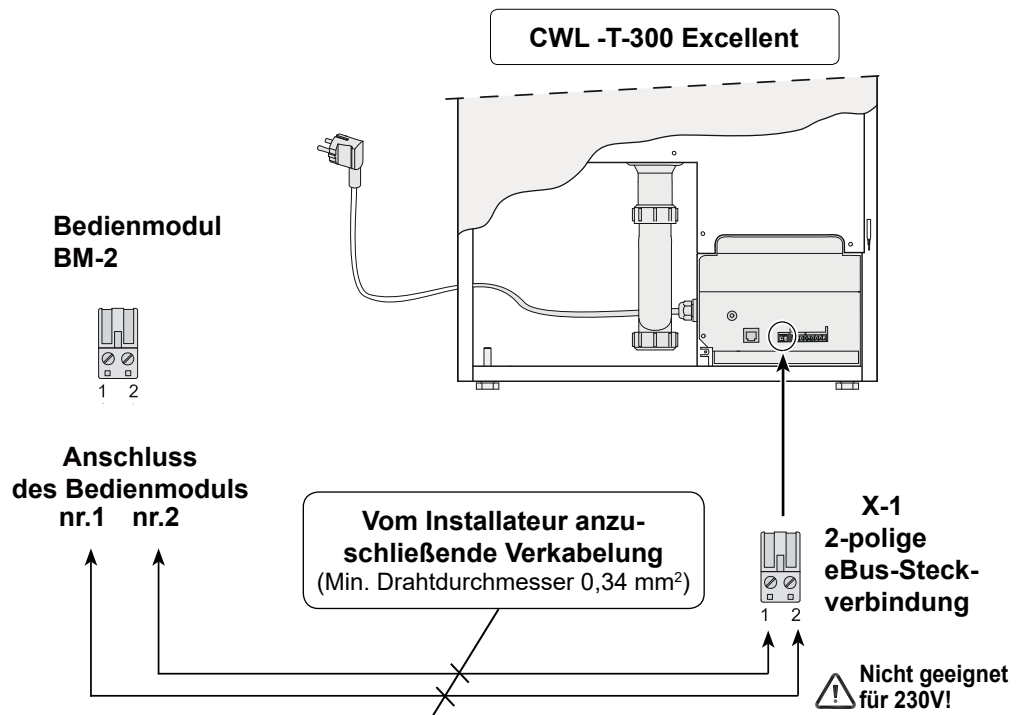 CWL -T-300 Excellent
Bedienmodul
BM-2
1 2
Anschluss
des Bedienmoduls
nr.1 nr.2
Vom Installateur anzu-
schließende Verkabelung
(Min. Drahtdurchmesser 0,34 mm²)
X-1
2-polige
eBus-Steck-
verbindung
1 2
Nicht geeignet
für 230V!